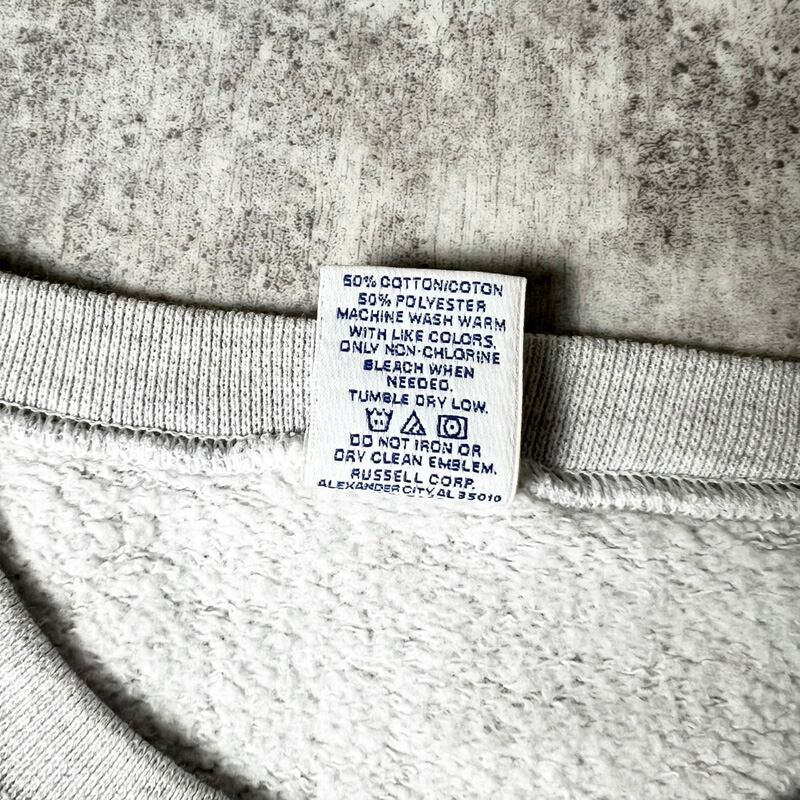 50% COTTON/COTON
50% POLYESTER
MACHINE WASH WARM
WITH LIKE COLORS.
ONLY NON-CHLORINE
BLEACH WHEN
NEEDED.
TUMBLE DRY LOW.
DO NOT IRON OR
DRY CLEAN EMBLEM.
RUSSELL CORP.
ALEXANDER CITY, AL 35010